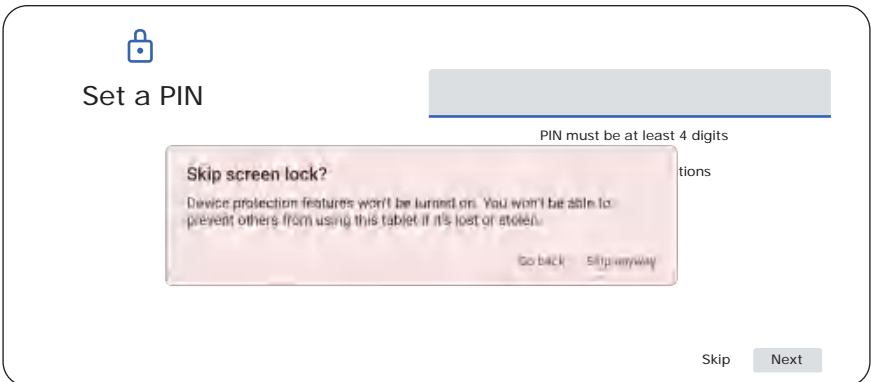 Set a PIN
PIN must be at least 4 digits
tions
Skip screen lock?
Device protection features won't be turned on. You won't be able to
prevent others from using this tablet if it's lost or stolen.
Go back Skip anyway
Skip Next